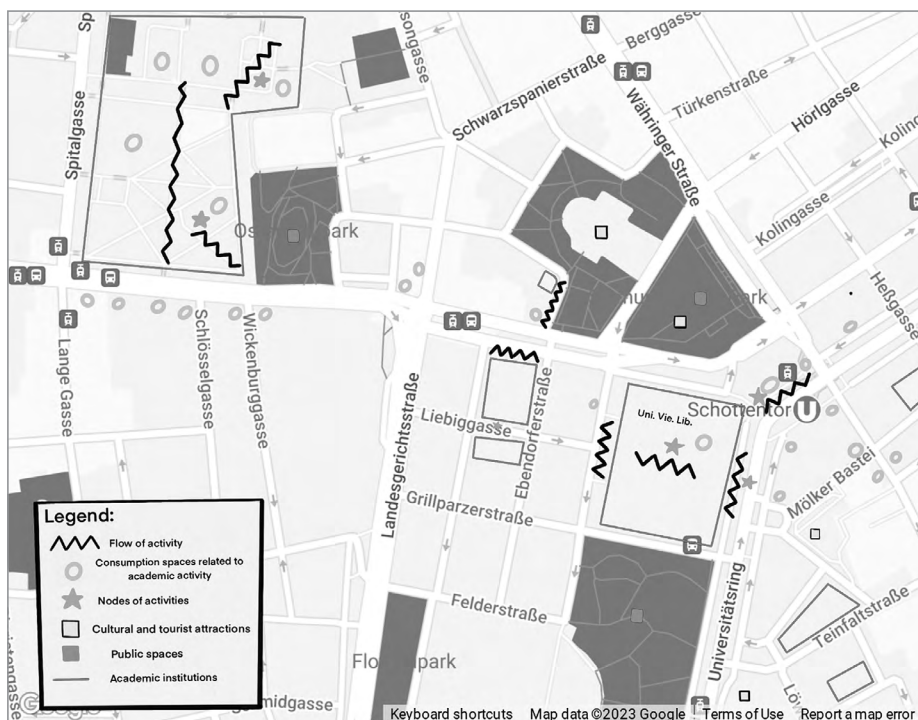 Spitalgasse
Berggasse
Schwarzspanierstraße
Währinger Straße
Türkenstraße
Hörlgasse
Kolingasse
Heßgasse
Lange Gasse
Schlösselgasse
Wickenburggasse
Landesgerichtsstraße
Liebiggasse
Ebendorferstraße
Grillparzerstraße
Felderstraße
Uni. Vie. Lib.
Schottentor
U
Mölker Bastei
Teinfaltstraße
Universitätsring
Legend:
Flow of activity
Consumption spaces related to
academic activity
Nodes of activities
Cultural and tourist attractions
Public spaces
Academic institutions
Google
Keyboard shortcuts
Map data ©2023 Google
Terms of Use
Report a map error